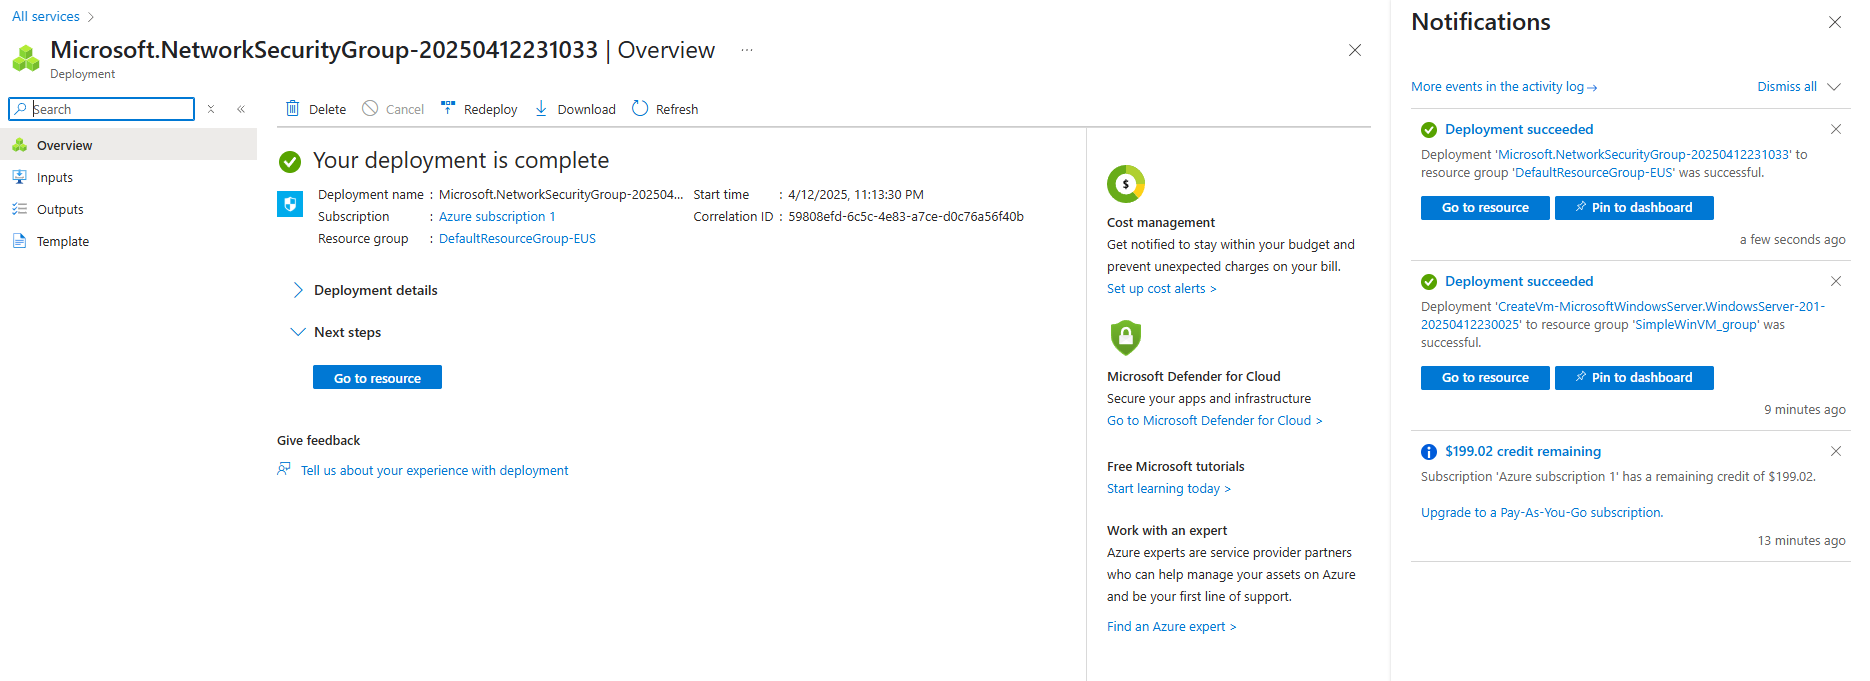 All services
Microsoft.NetworkSecurityGroup-20250412231033 | Overview
Deployment
Search
Overview
Inputs
Outputs
Template
Delete
Cancel
Redeploy
Download
Refresh
Your deployment is complete
Deployment name : Microsoft.NetworkSecurityGroup-202504...
Subscription : Azure subscription 1
Resource group : DefaultResourceGroup-EUS
Start time : 4/12/2025, 11:13:30 PM
Correlation ID : 59808efd-6c5c-4e83-a7ce-d0c76a56f40b
Deployment details
Next steps
Go to resource
Give feedback
Tell us about your experience with deployment
$
Cost management
Get notified to stay within your budget and
prevent unexpected charges on your bill.
Set up cost alerts >
Microsoft Defender for Cloud
Secure your apps and infrastructure
Go to Microsoft Defender for Cloud >
Free Microsoft tutorials
Start learning today >
Work with an expert
Azure experts are service provider partners
who can help manage your assets on Azure
and be your first line of support.
Find an Azure expert >
Notifications
More events in the activity log →
Dismiss all
Deployment succeeded
Deployment 'Microsoft.NetworkSecurityGroup-20250412231033' to
resource group 'DefaultResourceGroup-EUS' was successful.
Go to resource
Pin to dashboard
a few seconds ago
Deployment succeeded
Deployment 'CreateVm-MicrosoftWindowsServer.WindowsServer-201-
20250412230025' to resource group 'SimpleWinVM_group' was
successful.
Go to resource
Pin to dashboard
9 minutes ago
$199.02 credit remaining
Subscription 'Azure subscription 1' has a remaining credit of $199.02.
Upgrade to a Pay-As-You-Go subscription.
13 minutes ago